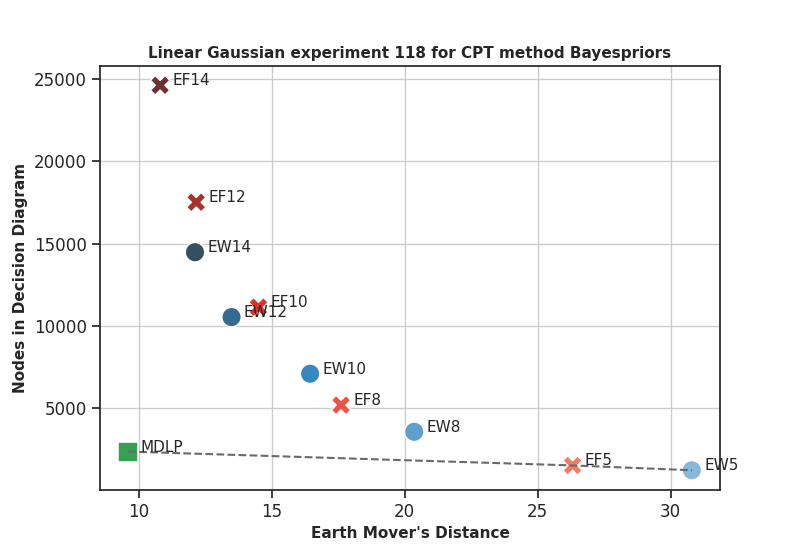 Linear Gaussian experiment 118 for CPT method Bayespriors
Nodes in Decision Diagram
25000
20000
15000
10000
5000
EF14
EF12
EW14
EF10
EW12
EW10
EF8
EW8
MDLP
EF5
EW5
10
15
20
25
30
Earth Mover's Distance